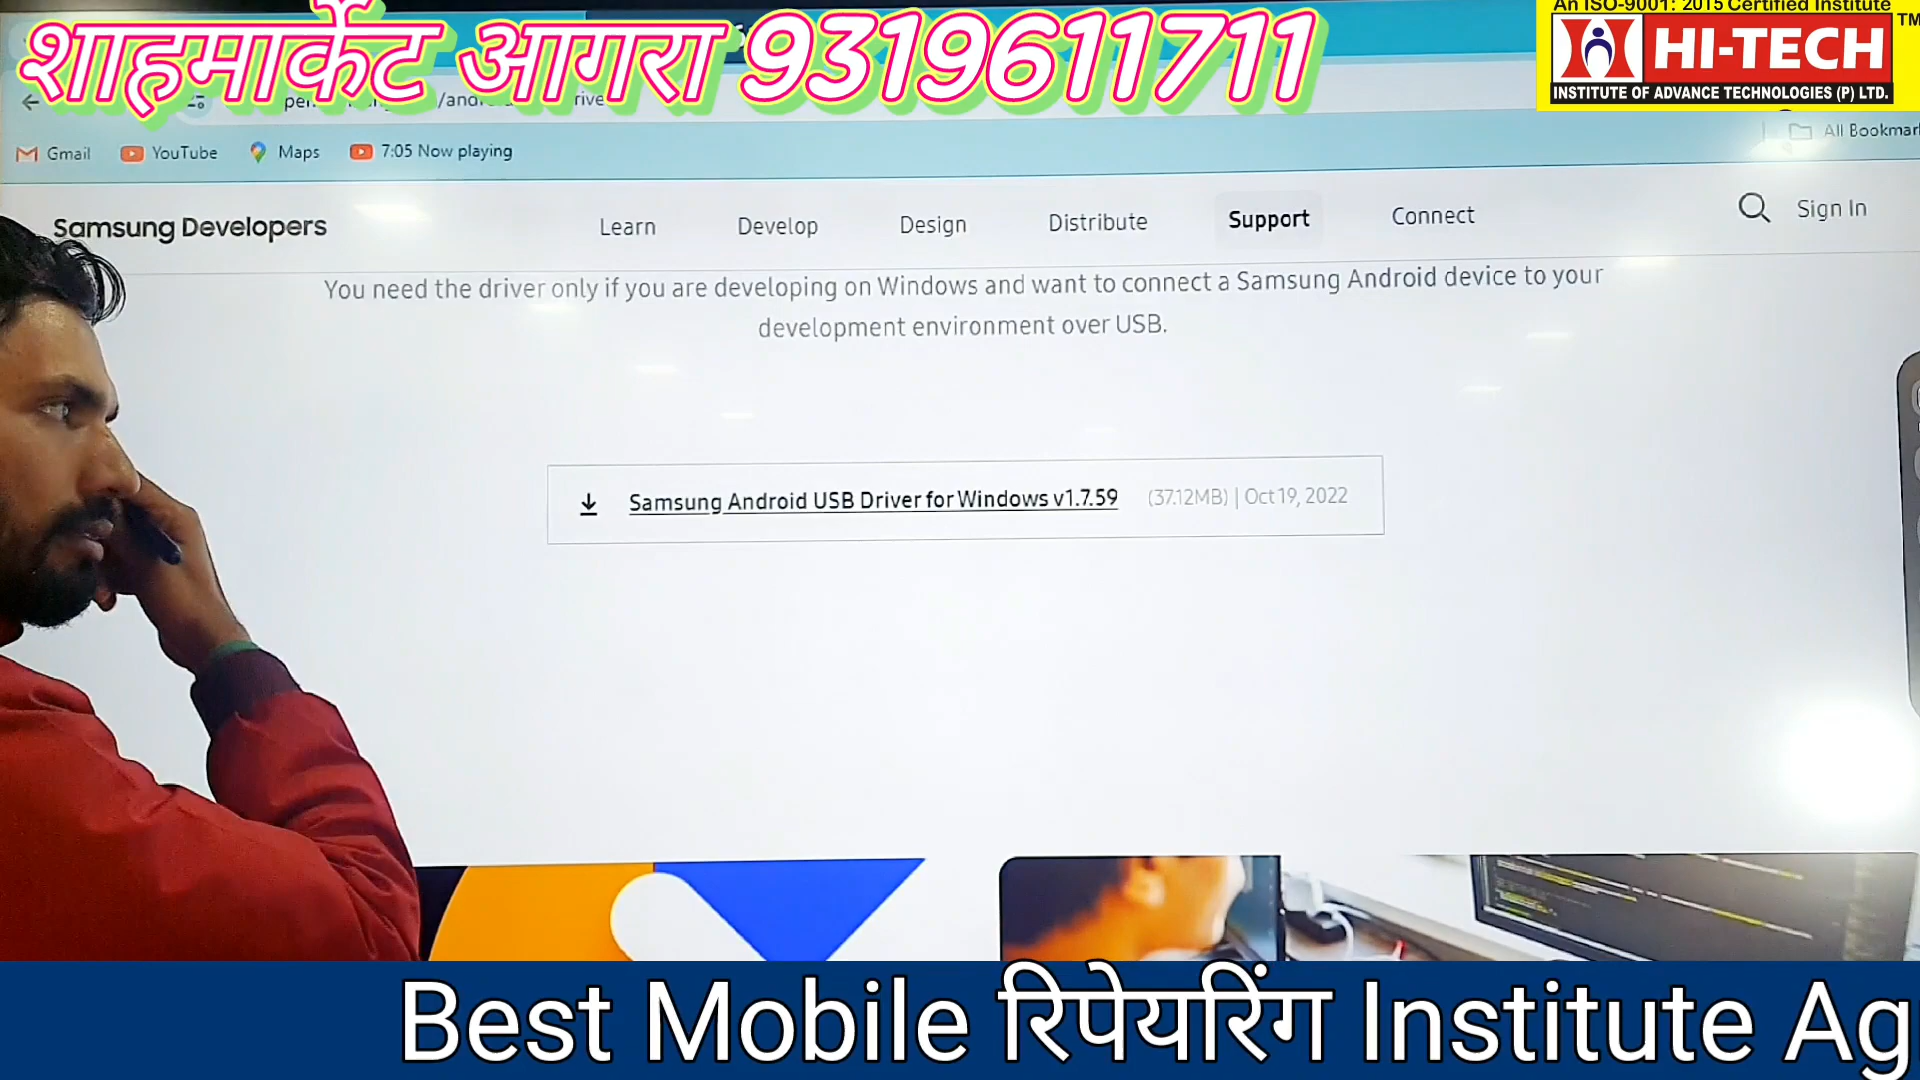 शाहमार्केट आगरा 9319611711
An ISO-9001: 2015 Certified Institute
HI-TECH
TM
INSTITUTE OF ADVANCE TECHNOLOGIES (P) LTD.
All Bookmar
Gmail YouTube Maps 7:05 Now playing
Samsung Developers Learn Develop Design Distribute Support Connect Sign In
You need the driver only if you are developing on Windows and want to connect a Samsung Android device to your
development environment over USB.
Samsung Android USB Driver for Windows v1.7.59 (37.12MB) | Oct 19, 2022
Best Mobile रिपेयरिंग Institute Ag